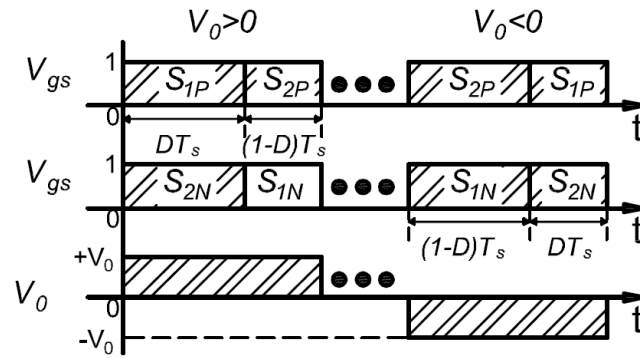 V0>0 V0<0
Vgs 1 S1P S2P S2P S1P
0 t
DTs (1-D)Ts
Vgs 1 S2N S1N S1N S2N
0 t
(1-D)Ts DTs
+V0
V0 0 t
-V0